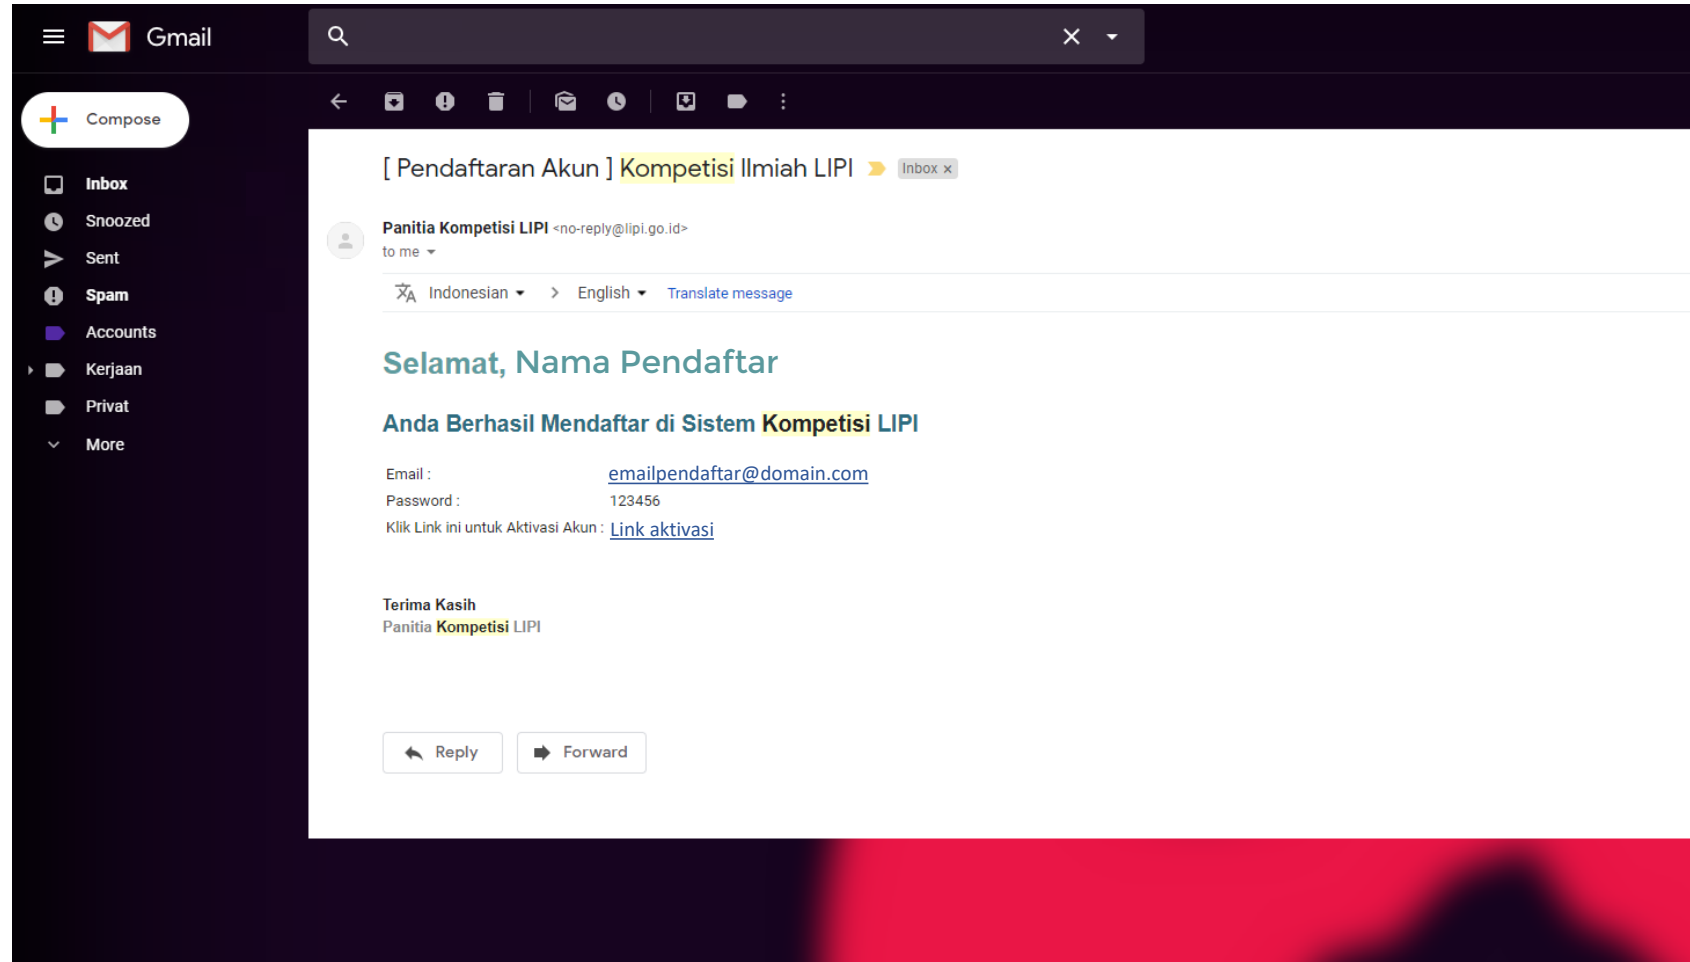 Gmail
Compose
Inbox
Snoozed
Sent
Spam
Accounts
Kerjaan
Privat
More
[ Pendaftaran Akun ] Kompetisi Ilmiah LIPI Inbox x
Panitia Kompetisi LIPI <no-reply@lipi.go.id>
to me
Indonesian > English Translate message
Selamat, Nama Pendaftar
Anda Berhasil Mendaftar di Sistem Kompetisi LIPI
Email : emailpendaftar@domain.com
Password : 123456
Klik Link ini untuk Aktivasi Akun : Link aktivasi
Terima Kasih
Panitia Kompetisi LIPI
Reply Forward